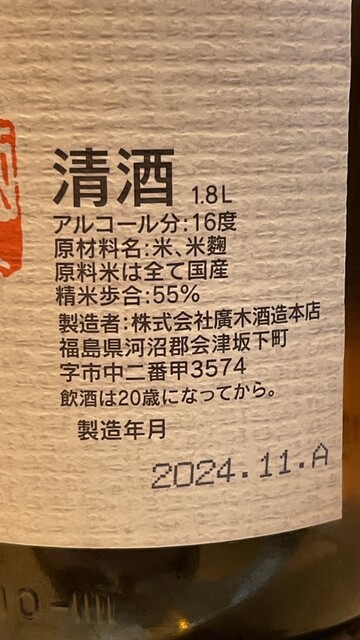 清酒 1.8L
アルコール分:16度
原材料名:米、米麴
原料米は全て国産
精米歩合:55%
製造者:株式会社廣木酒造本店
福島県河沼郡会津坂下町
字市中二番甲3574
飲酒は20歳になってから。
製造年月
2024.11.A